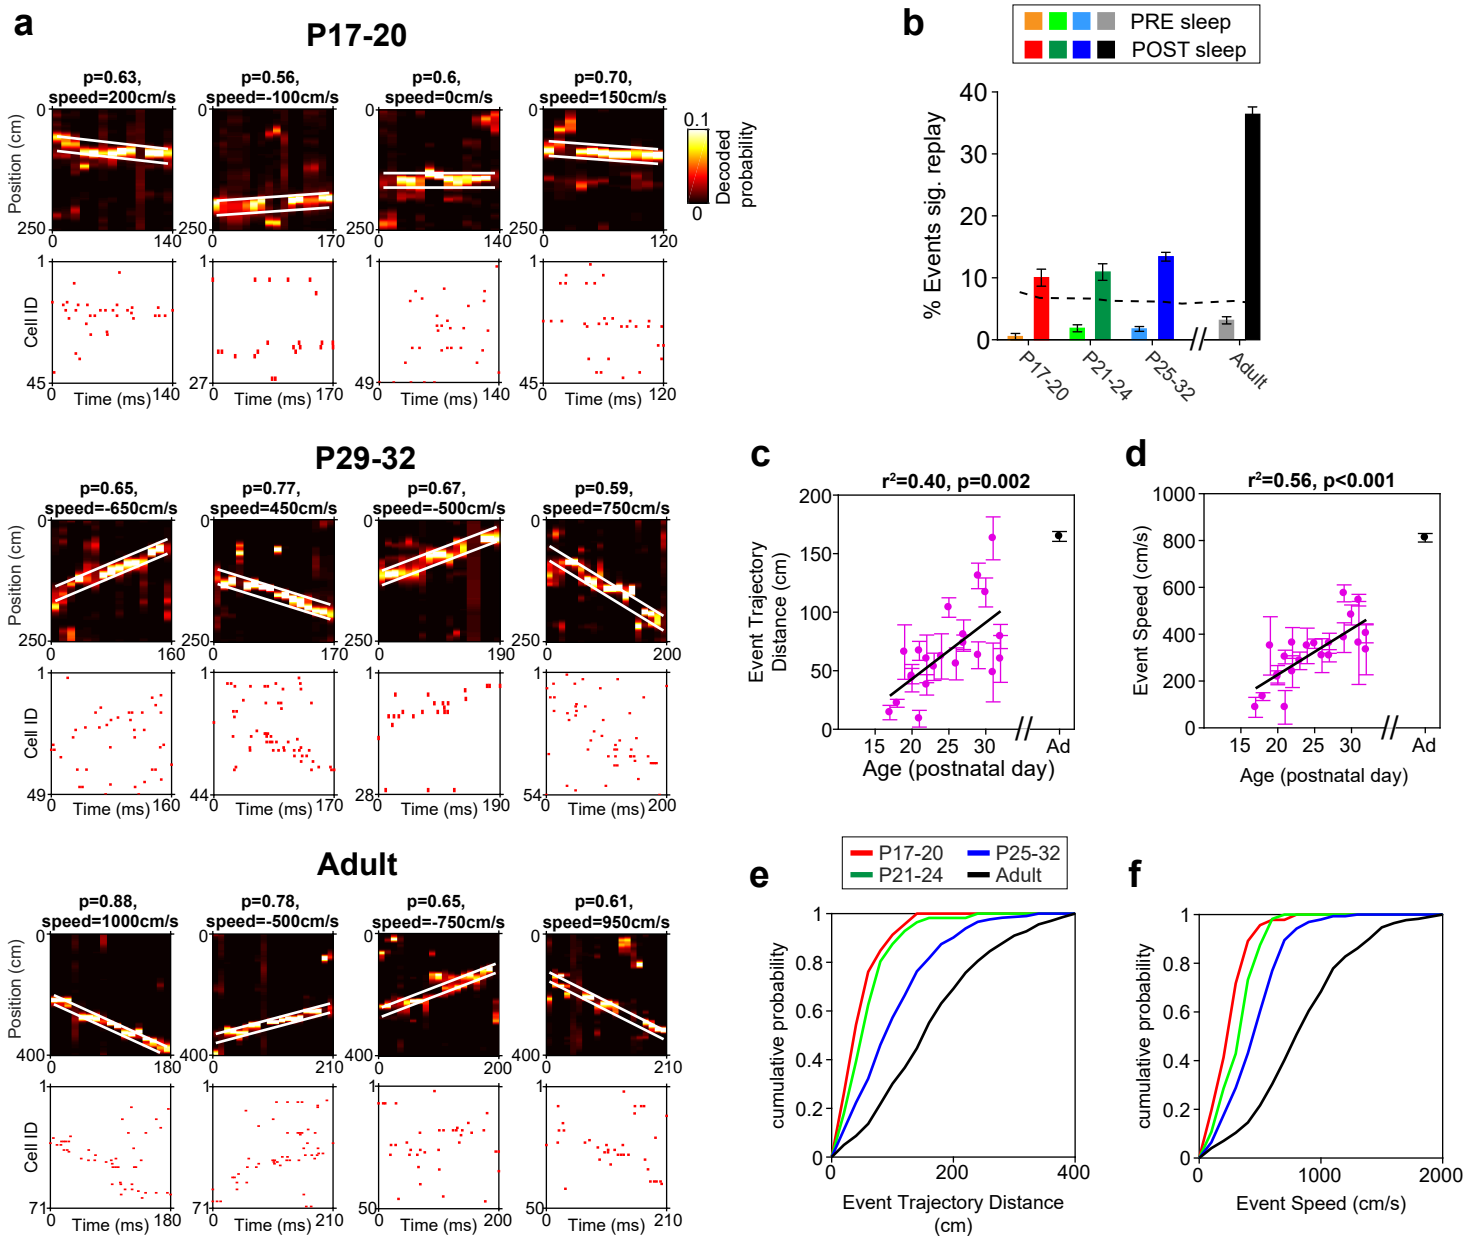 a
P17-20
p=0.63,
speed=200cm/s
p=0.56,
speed=-100cm/s
p=0.6,
speed=0cm/s
p=0.70,
speed=150cm/s
Position (cm)
0
250
0
140
0
250
0
170
0
250
0
140
0
250
0
120
0.1
0
Decoded
probability
Cell ID
1
45
0
Time (ms)
140
1
27
0
Time (ms)
170
1
49
0
Time (ms)
140
1
45
0
Time (ms)
120
P29-32
p=0.65,
speed=-650cm/s
p=0.77,
speed=450cm/s
p=0.67,
speed=-500cm/s
p=0.59,
speed=750cm/s
Position (cm)
0
250
0
160
0
250
0
170
0
250
0
190
0
250
0
200
Cell ID
1
49
0
Time (ms)
160
1
44
0
Time (ms)
170
1
28
0
Time (ms)
190
1
54
0
Time (ms)
200
Adult
p=0.88,
speed=1000cm/s
p=0.78,
speed=-500cm/s
p=0.65,
speed=-750cm/s
p=0.61,
speed=950cm/s
Position (cm)
0
400
0
180
0
400
0
210
0
400
0
200
0
400
0
210
Cell ID
1
71
0
Time (ms)
180
1
71
0
Time (ms)
210
1
50
0
Time (ms)
200
1
50
0
Time (ms)
210
b
PRE sleep
POST sleep
% Events sig. replay
40
30
20
10
0
P17-20
P21-24
P25-32
Adult
c
r²=0.40, p=0.002
Event Trajectory
Distance (cm)
200
150
100
50
0
15
20
25
30
Ad
Age (postnatal day)
d
r²=0.56, p<0.001
Event Speed (cm/s)
1000
800
600
400
200
0
15
20
25
30
Ad
Age (postnatal day)
P17-20
P25-32
P21-24
Adult
e
cumulative probability
1
0.8
0.6
0.4
0.2
0
0
200
400
Event Trajectory Distance
(cm)
f
cumulative probability
1
0.8
0.6
0.4
0.2
0
0
1000
2000
Event Speed (cm/s)